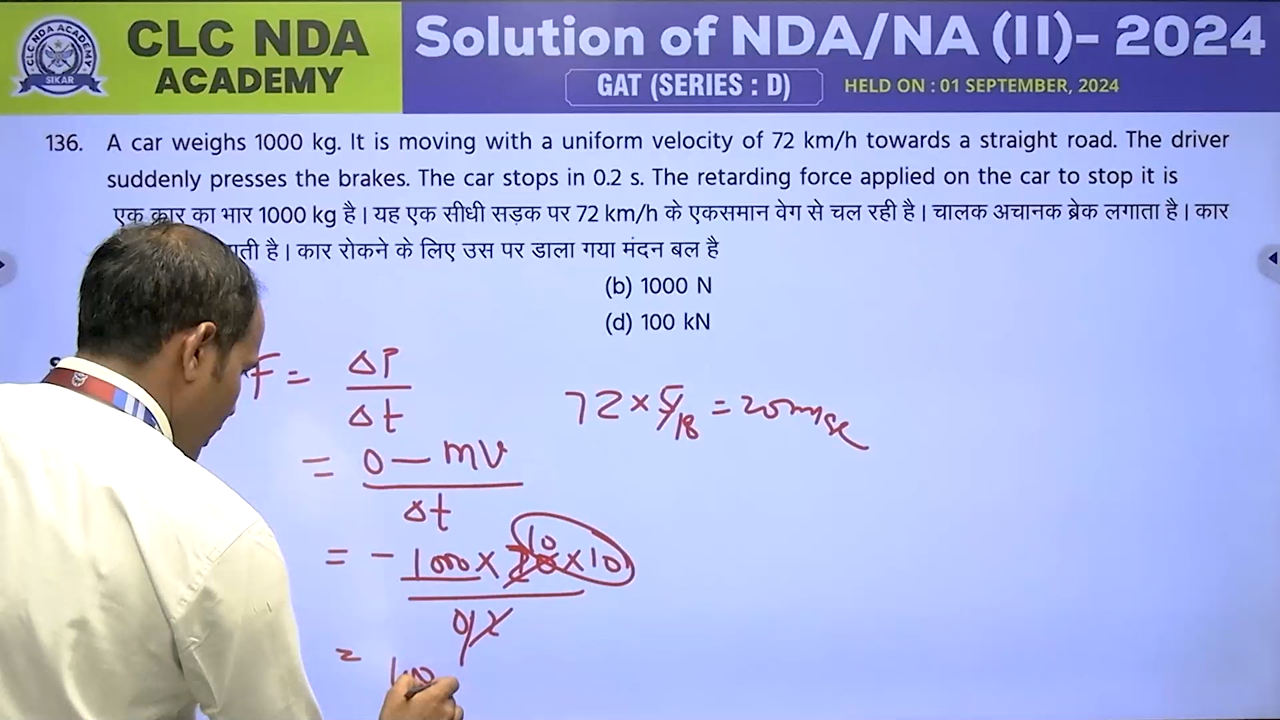 CLC NDA ACADEMY
SIKAR
CLC NDA
ACADEMY
Solution of NDA/NA (II)- 2024
GAT (SERIES : D)
HELD ON : 01 SEPTEMBER, 2024
136. A car weighs 1000 kg. It is moving with a uniform velocity of 72 km/h towards a straight road. The driver
suddenly presses the brakes. The car stops in 0.2 s. The retarding force applied on the car to stop it is
एक कार का भार 1000 kg है। यह एक सीधी सड़क पर 72 km/h के एकसमान वेग से चल रही है। चालक अचानक ब्रेक लगाता है। कार
है। कार रोकने के लिए उस पर डाला गया मंदन बल है
(b) 1000 N
(d) 100 kN
F = ΔP
Δt
72 × 5/18 = 20 m/sec
= 0 — mv
Δt
10
= - 1000 × 20 × 10
0/2
=